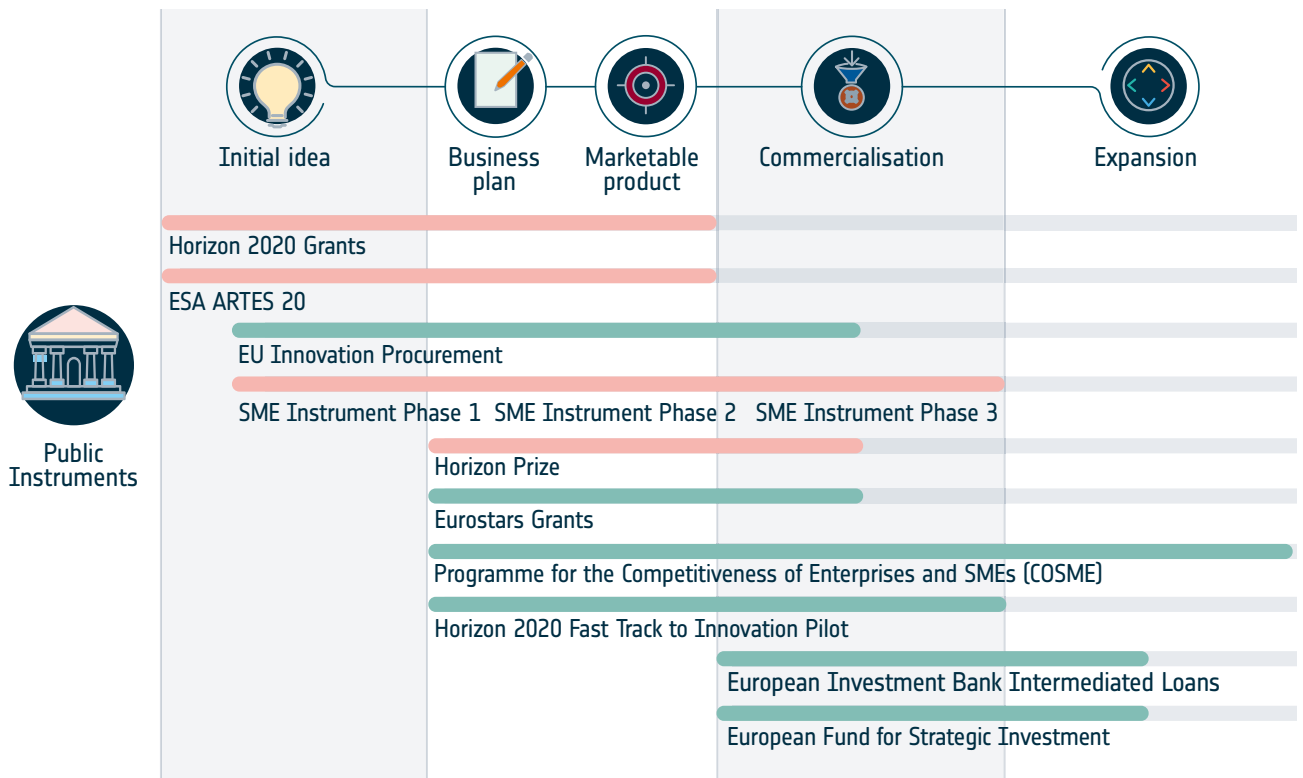 Initial idea
Business
plan
Marketable
product
Commercialisation
Expansion
Horizon 2020 Grants
ESA ARTES 20
EU Innovation Procurement
SME Instrument Phase 1 SME Instrument Phase 2 SME Instrument Phase 3
Public
Instruments
Horizon Prize
Eurostars Grants
Programme for the Competitiveness of Enterprises and SMEs (COSME)
Horizon 2020 Fast Track to Innovation Pilot
European Investment Bank Intermediated Loans
European Fund for Strategic Investment